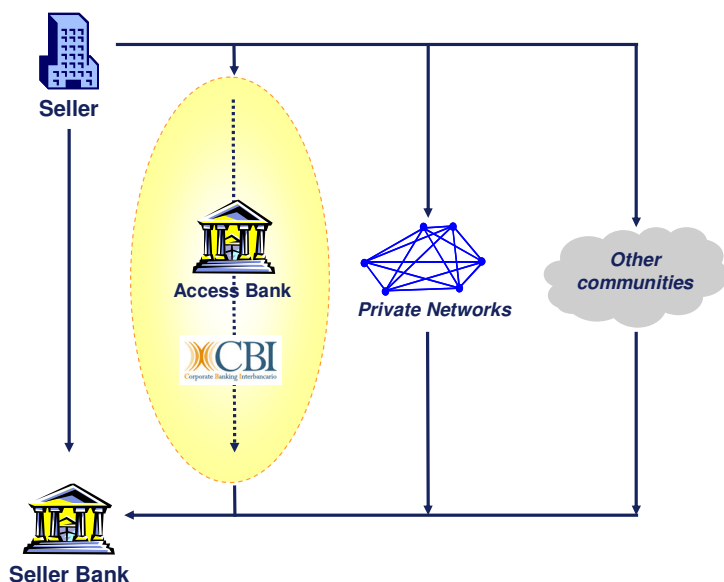 Seller
Access Bank
CBI
Corporate Banking Interbancario
Private Networks
Other
communities
Seller Bank